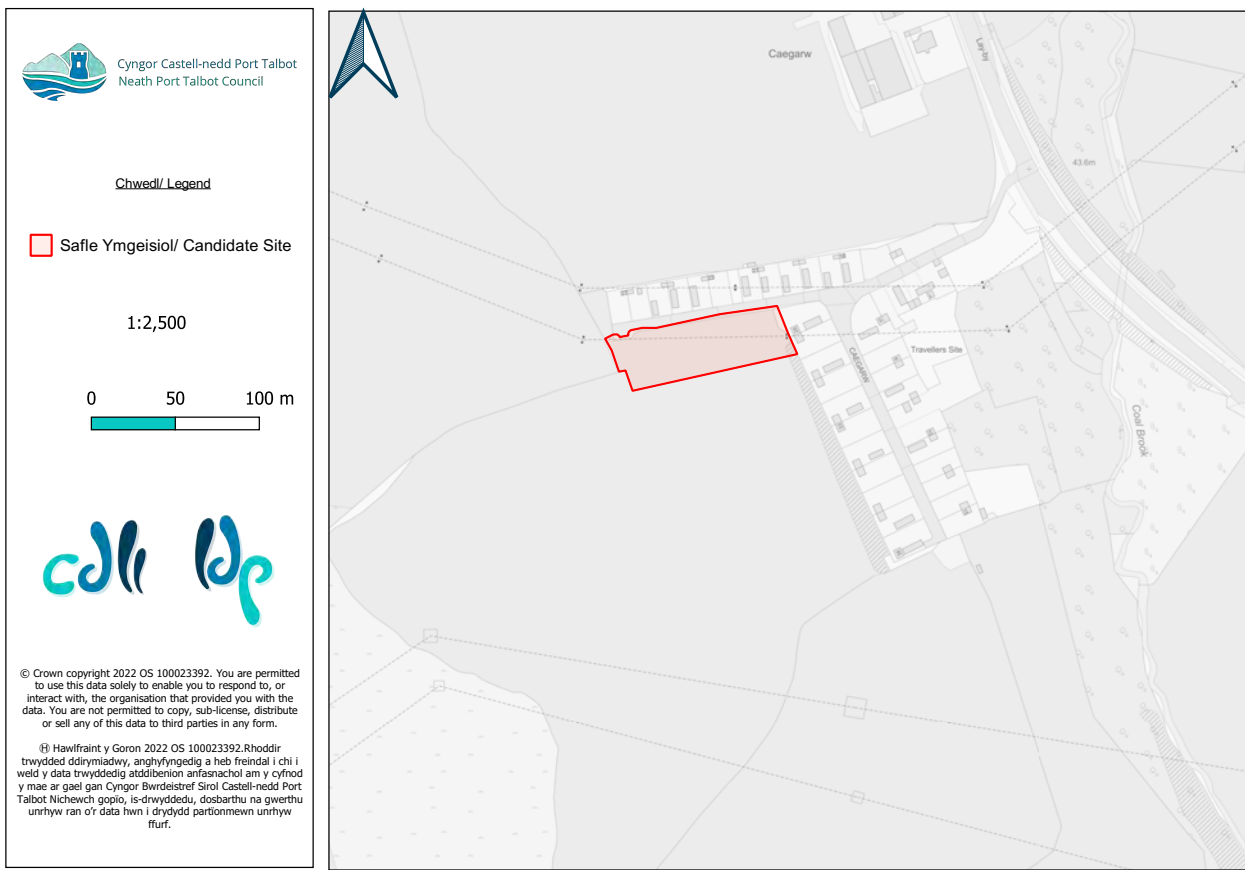 Cyngor Castell-nedd Port Talbot
Neath Port Talbot Council
Chwedl/ Legend
Safle Ymgeisiol/ Candidate Site
1:2,500
0 50 100 m
cdll ldp
© Crown copyright 2022 OS 100023392. You are permitted
to use this data solely to enable you to respond to, or
interact with, the organisation that provided you with the
data. You are not permitted to copy, sub-license, distribute
or sell any of this data to third parties in any form.
Ⓗ Hawlfraint y Goron 2022 OS 100023392.Rhoddir
trwydded ddirymiadwy, anghyfyngedig a heb freindal i chi i
weld y data trwyddedig atddibenion anfasnachol am y cyfnod
y mae ar gael gan Cyngor Bwrdeistref Sirol Castell-nedd Port
Talbot Nichewch gopïo, is-drwyddedu, dosbarthu na gwerthu
unrhyw ran o'r data hwn i drydydd partïonmewn unrhyw
ffurf.
Caegarw
Lay-by
43.6m
Travellers Site
CAEGARW
Coal Brook